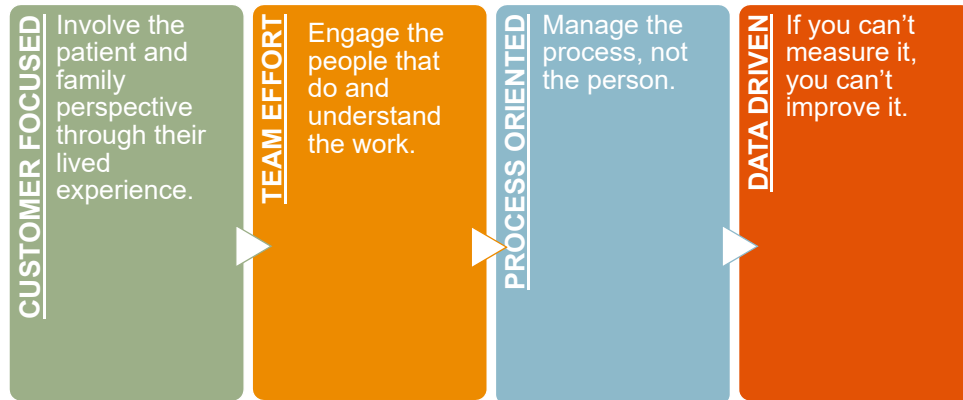 CUSTOMER FOCUSED
Involve the
patient and
family
perspective
through their
lived
experience.
TEAM EFFORT
Engage the
people that
do and
understand
the work.
PROCESS ORIENTED
Manage the
process, not
the person.
DATA DRIVEN
If you can’t
measure it,
you can’t
improve it.